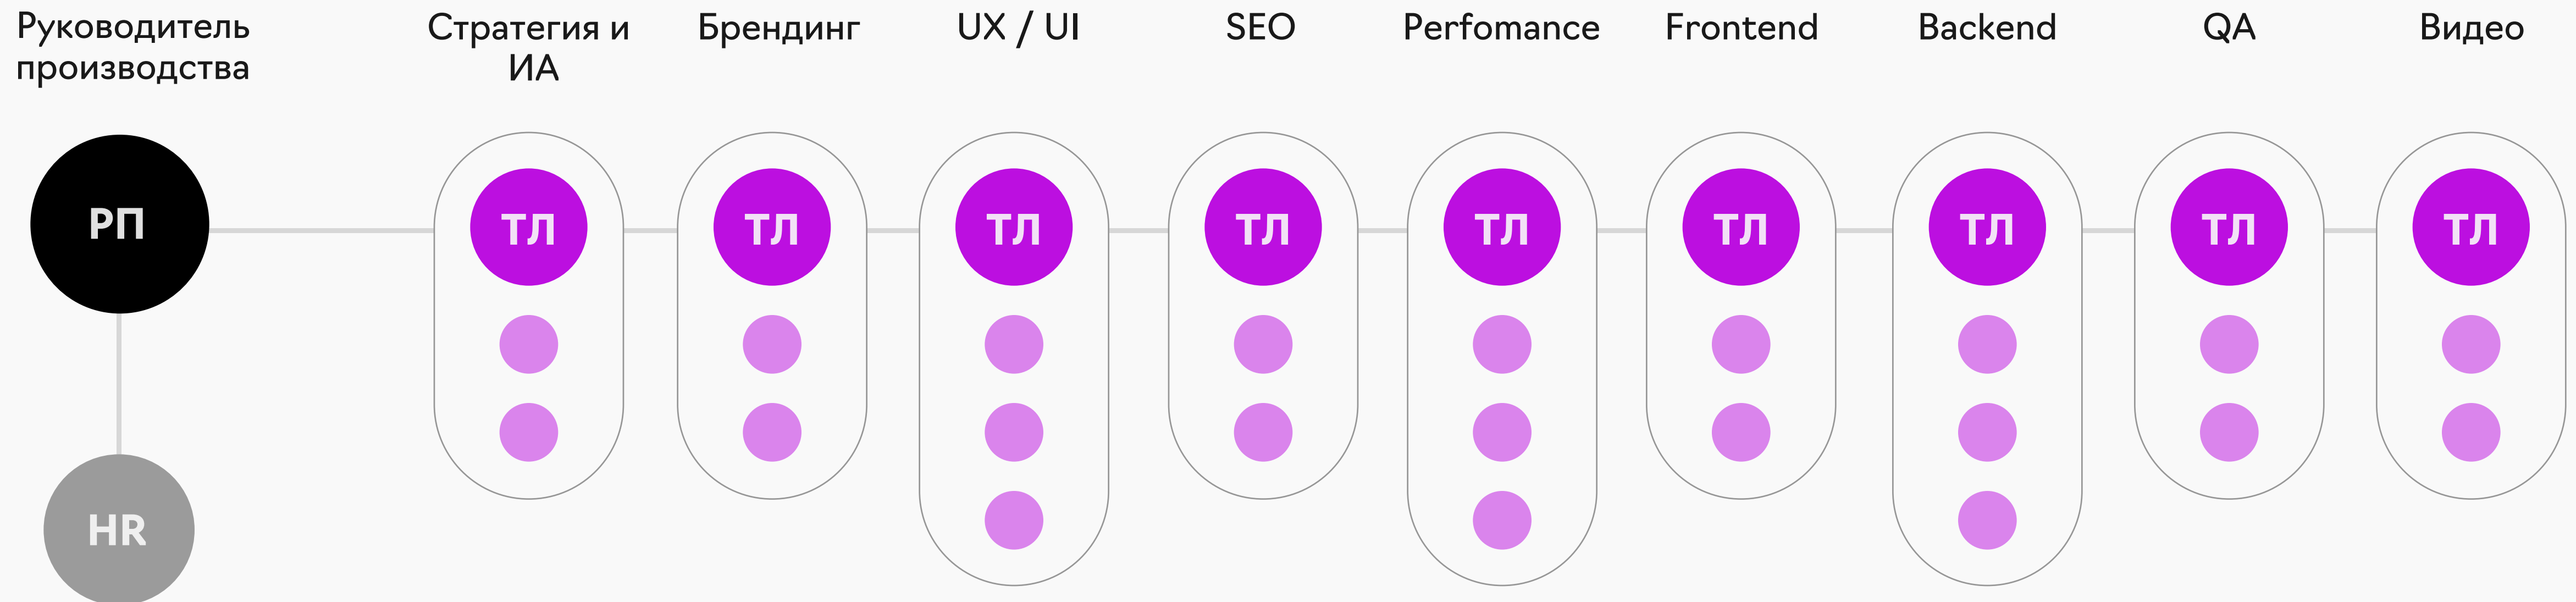 Руководитель
производства
Стратегия и
ИА
Брендинг
UX / UI
SEO
Perfomance
Frontend
Backend
QA
Видео
РП
ТЛ
ТЛ
ТЛ
ТЛ
ТЛ
ТЛ
ТЛ
ТЛ
ТЛ
HR